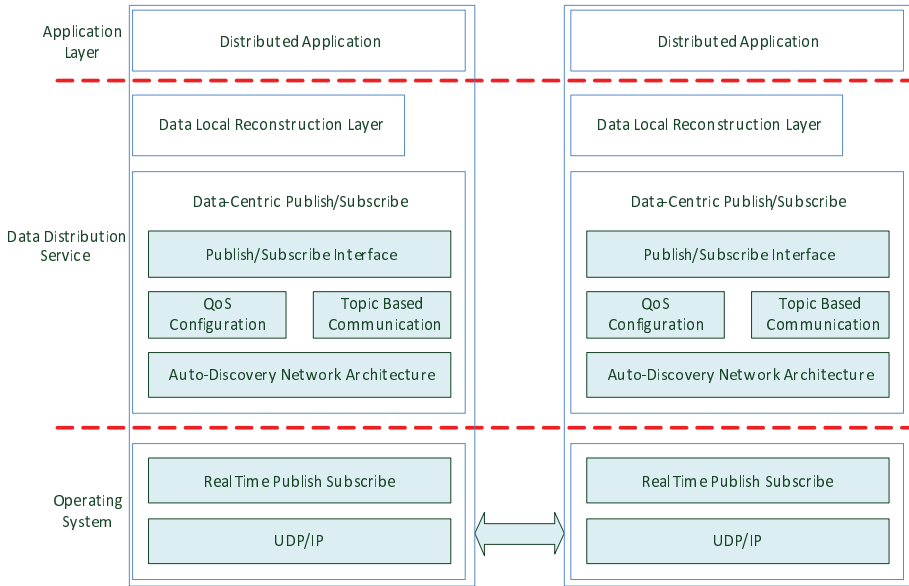 Application
Layer
Distributed Application
Distributed Application
Data Local Reconstruction Layer
Data Local Reconstruction Layer
Data Distribution
Service
Data-Centric Publish/Subscribe
Publish/Subscribe Interface
QoS
Configuration
Topic Based
Communication
Auto-Discovery Network Architecture
Data-Centric Publish/Subscribe
Publish/Subscribe Interface
QoS
Configuration
Topic Based
Communication
Auto-Discovery Network Architecture
Operating
System
Real Time Publish Subscribe
UDP/IP
Real Time Publish Subscribe
UDP/IP